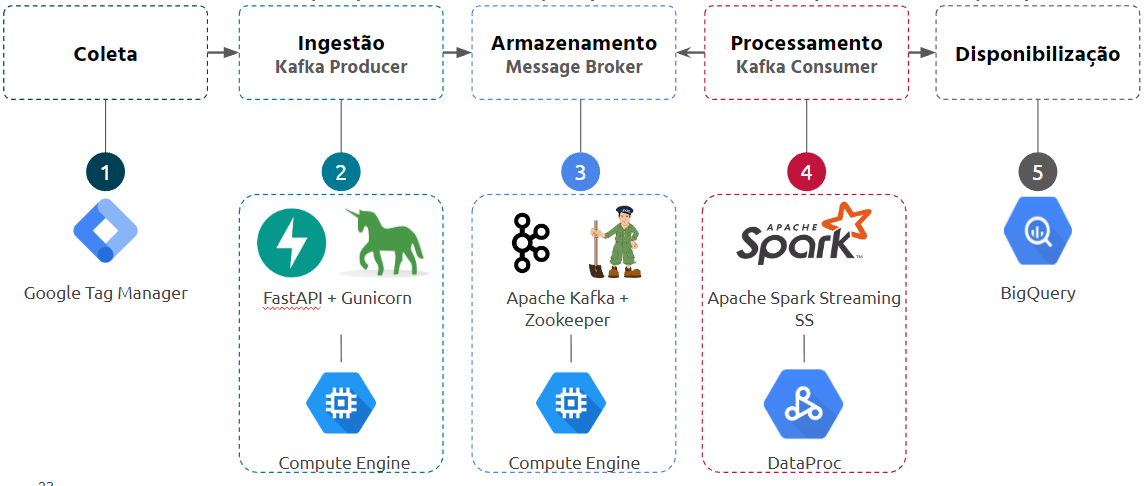 Coleta
Ingestão
Kafka Producer
Armazenamento
Message Broker
Processamento
Kafka Consumer
Disponibilização
1
2
3
4
5
APACHE
Spark™
Google Tag Manager
FastAPI + Gunicorn
Apache Kafka +
Zookeeper
Apache Spark Streaming
SS
BigQuery
Compute Engine
Compute Engine
DataProc